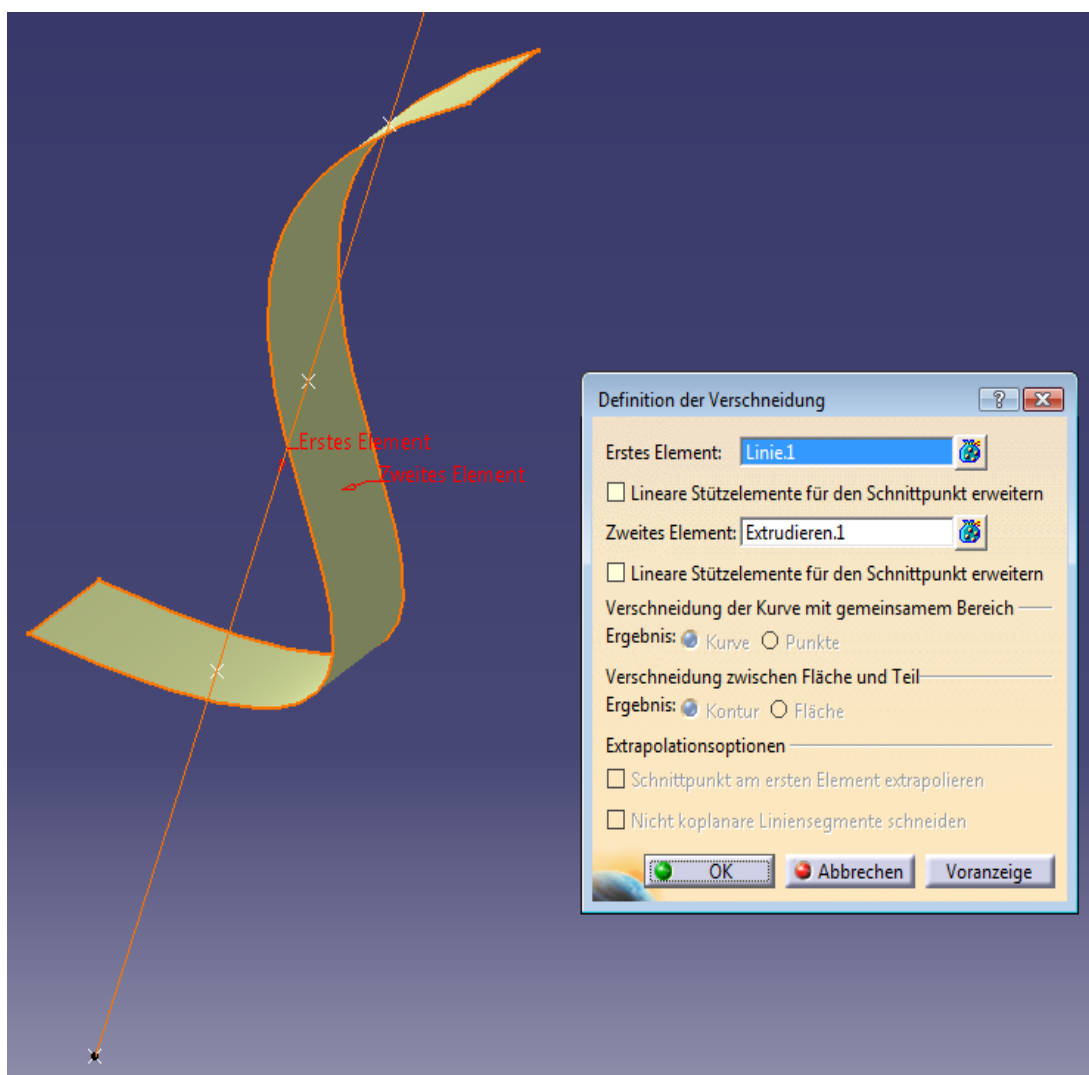 Erstes Element
Zweites Element
Definition der Verschneidung
Erstes Element: Linie.1
Lineare Stützelemente für den Schnittpunkt erweitern
Zweites Element: Extrudieren.1
Lineare Stützelemente für den Schnittpunkt erweitern
Verschneidung der Kurve mit gemeinsamem Bereich
Ergebnis: Kurve Punkte
Verschneidung zwischen Fläche und Teil
Ergebnis: Kontur Fläche
Extrapolationsoptionen
Schnittpunkt am ersten Element extrapolieren
Nicht koplanare Liniensegmente schneiden
OK Abbrechen Voranzeige